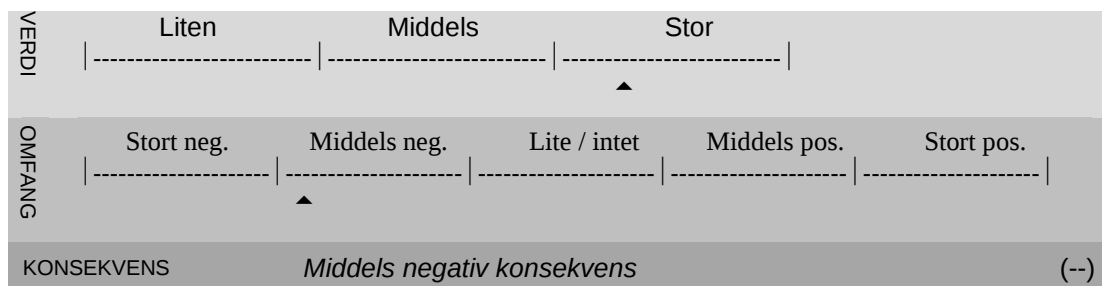 VERDI
Liten Middels Stor
|--------------------------|--------------------------|--------------------------|
OMFANG
Stort neg. Middels neg. Lite / intet Middels pos. Stort pos.
|---------------------|---------------------|---------------------|---------------------|---------------------|
KONSEKVENS Middels negativ konsekvens (--)